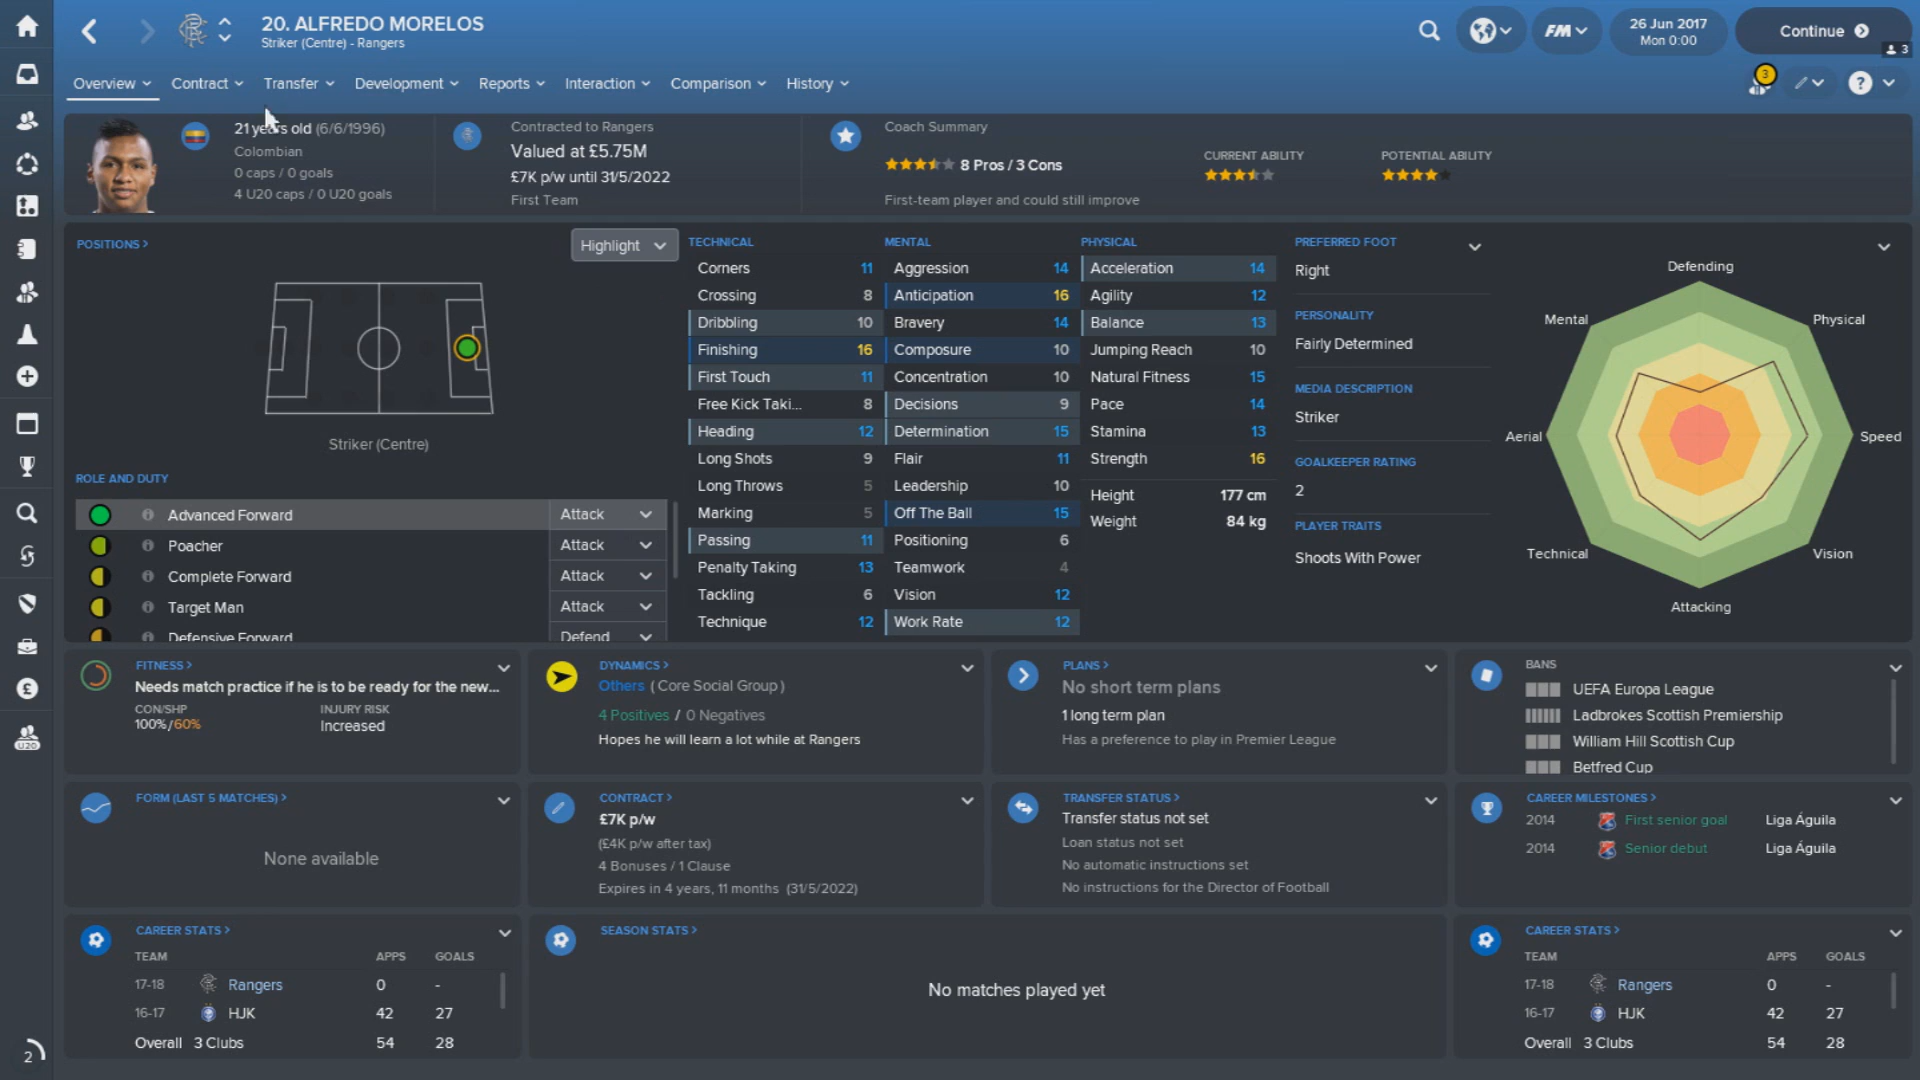 20. ALFREDO MORELOS
Striker (Centre) - Rangers
FM
26 Jun 2017
Mon 0:00
Continue
3
Overview
Contract
Transfer
Development
Reports
Interaction
Comparison
History
3
?
21 years old (6/6/1996)
Colombian
0 caps / 0 goals
4 U20 caps / 0 U20 goals
Contracted to Rangers
Valued at £5.75M
£7K p/w until 31/5/2022
First Team
Coach Summary
8 Pros / 3 Cons
First-team player and could still improve
CURRENT ABILITY
POTENTIAL ABILITY
POSITIONS >
Highlight
Striker (Centre)
ROLE AND DUTY
Advanced Forward Attack
Poacher Attack
Complete Forward Attack
Target Man Attack
Defensive Forward Defend
TECHNICAL
Corners 11
Crossing 8
Dribbling 10
Finishing 16
First Touch 11
Free Kick Taki... 8
Heading 12
Long Shots 9
Long Throws 5
Marking 5
Passing 11
Penalty Taking 13
Tackling 6
Technique 12
MENTAL
Aggression 14
Anticipation 16
Bravery 14
Composure 10
Concentration 10
Decisions 9
Determination 15
Flair 11
Leadership 10
Off The Ball 15
Positioning 6
Teamwork 4
Vision 12
Work Rate 12
PHYSICAL
Acceleration 14
Agility 12
Balance 13
Jumping Reach 10
Natural Fitness 15
Pace 14
Stamina 13
Strength 16
Height 177 cm
Weight 84 kg
PREFERRED FOOT
Right
PERSONALITY
Fairly Determined
MEDIA DESCRIPTION
Striker
GOALKEEPER RATING
2
PLAYER TRAITS
Shoots With Power
Defending
Mental
Physical
Aerial
Speed
Technical
Vision
Attacking
FITNESS >
Needs match practice if he is to be ready for the new...
CON/SHP
100%/60%
INJURY RISK
Increased
DYNAMICS >
Others ( Core Social Group )
4 Positives / 0 Negatives
Hopes he will learn a lot while at Rangers
PLANS >
No short term plans
1 long term plan
Has a preference to play in Premier League
BANS
UEFA Europa League
Ladbrokes Scottish Premiership
William Hill Scottish Cup
Betfred Cup
FORM (LAST 5 MATCHES) >
None available
CONTRACT >
£7K p/w
(£4K p/w after tax)
4 Bonuses / 1 Clause
Expires in 4 years, 11 months (31/5/2022)
TRANSFER STATUS >
Transfer status not set
Loan status not set
No automatic instructions set
No instructions for the Director of Football
CAREER MILESTONES >
2014 First senior goal Liga Águila
2014 Senior debut Liga Águila
CAREER STATS >
TEAM APPS GOALS
17-18 Rangers 0 -
16-17 HJK 42 27
Overall 3 Clubs 54 28
SEASON STATS >
No matches played yet
CAREER STATS >
TEAM APPS GOALS
17-18 Rangers 0 -
16-17 HJK 42 27
Overall 3 Clubs 54 28
U20
2